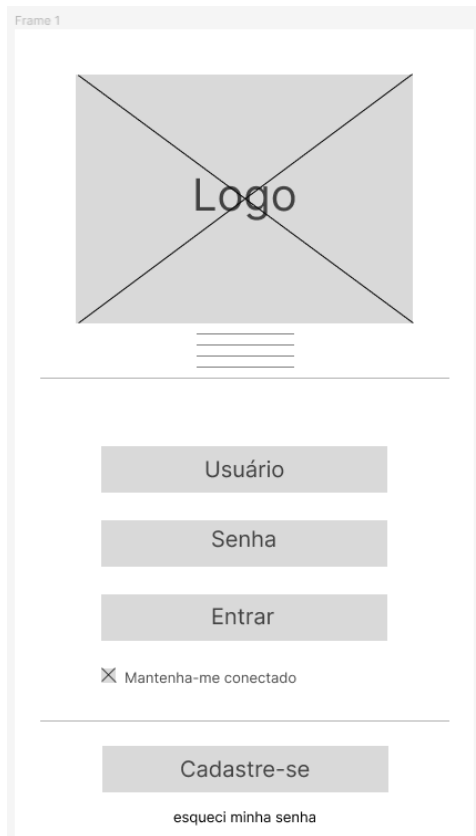 Frame 1
Logo
Usuário
Senha
Entrar
Mantenha-me conectado
Cadastre-se
esqueci minha senha